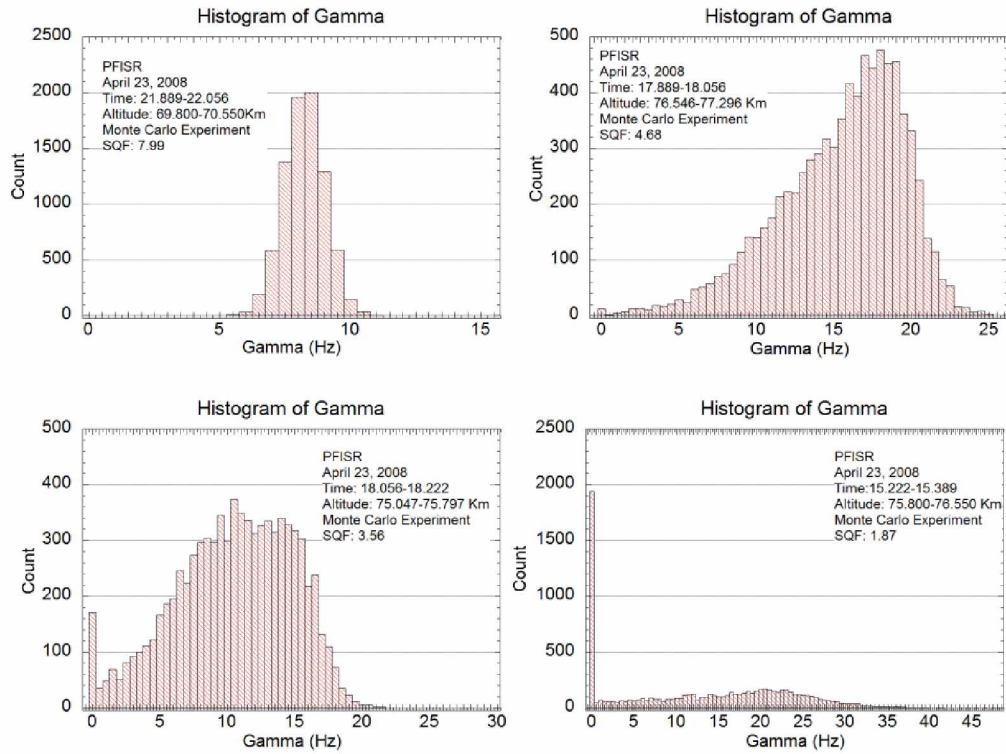 Histogram of Gamma
2500
2000
1500
1000
500
0
Count
PFISR
April 23, 2008
Time: 21.889-22.056
Altitude: 69.800-70.550Km
Monte Carlo Experiment
SQF: 7.99
0 5 10 15
Gamma (Hz)
Histogram of Gamma
500
400
300
200
100
0
Count
PFISR
April 23, 2008
Time: 17.889-18.056
Altitude: 76.546-77.296 Km
Monte Carlo Experiment
SQF: 4.68
0 5 10 15 20 25
Gamma (Hz)
Histogram of Gamma
500
400
300
200
100
0
Count
PFISR
April 23, 2008
Time: 18.056-18.222
Altitude: 75.047-75.797 Km
Monte Carlo Experiment
SQF: 3.56
0 5 10 15 20 25 30
Gamma (Hz)
Histogram of Gamma
2500
2000
1500
1000
500
0
Count
PFISR
April 23, 2008
Time:15.222-15.389
Altitude: 75.800-76.550 Km
Monte Carlo Experiment
SQF: 1.87
0 5 10 15 20 25 30 35 40 45
Gamma (Hz)